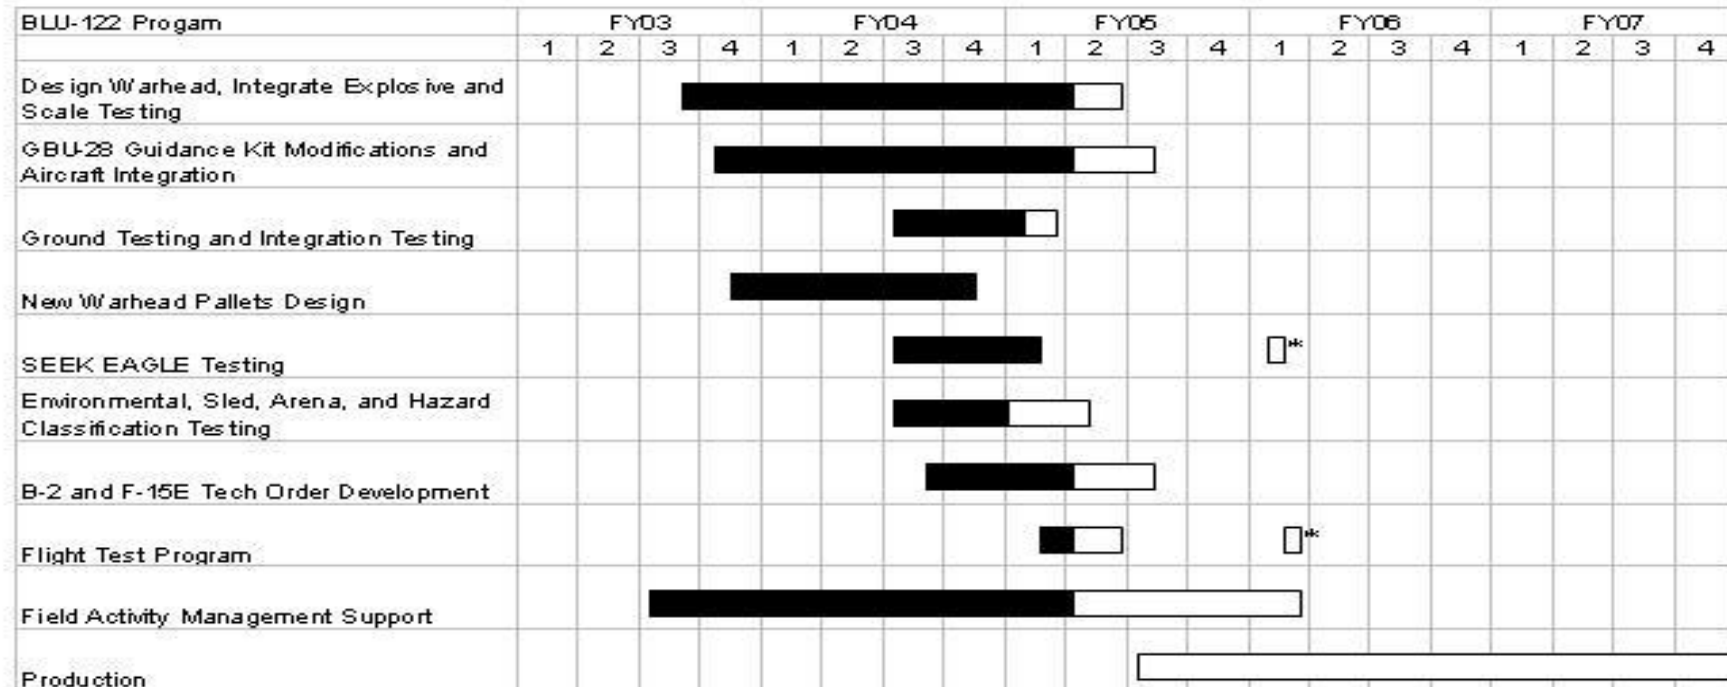 BLU-122 Progam FY03 FY04 FY05 FY06 FY07
1 2 3 4 1 2 3 4 1 2 3 4 1 2 3 4 1 2 3 4
Design Warhead, Integrate Explosive and
Scale Testing
GBU-28 Guidance Kit Modifications and
Aircraft Integration
Ground Testing and Integration Testing
New Warhead Pallets Design
SEEK EAGLE Testing *
Environmental, Sled, Arena, and Hazard
Classification Testing
B-2 and F-15E Tech Order Development
Flight Test Program *
Field Activity Management Support
Production